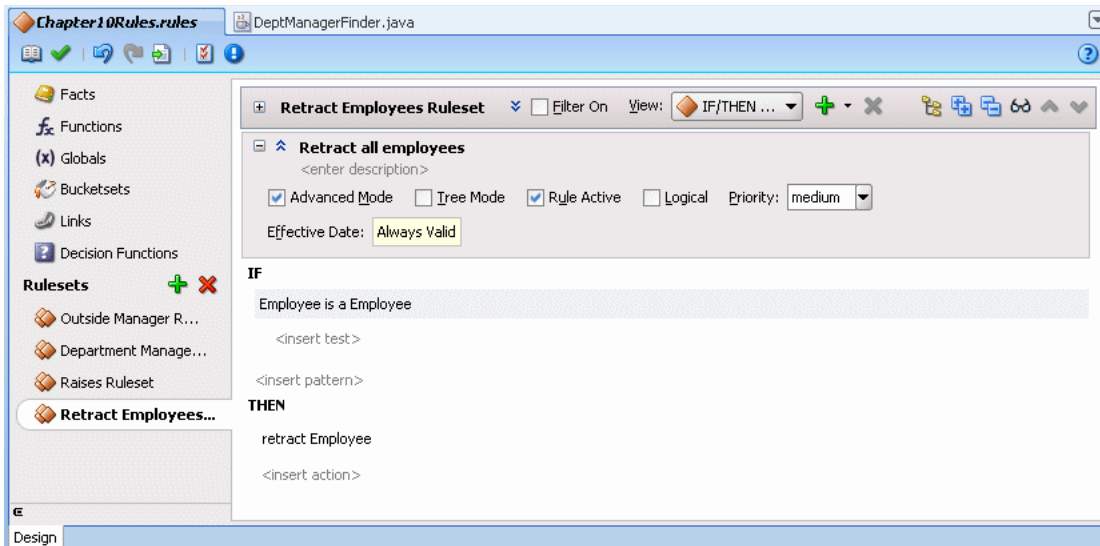 Chapter10Rules.rules DeptManagerFinder.java
Facts
fx Functions
(x) Globals
Bucketsets
Links
Decision Functions
Rulesets
Outside Manager R...
Department Manage...
Raises Ruleset
Retract Employees...
Retract Employees Ruleset Filter On View: IF/THEN ...
Retract all employees
<enter description>
Advanced Mode Tree Mode Rule Active Logical Priority: medium
Effective Date: Always Valid
IF
Employee is a Employee
<insert test>
<insert pattern>
THEN
retract Employee
<insert action>
Design